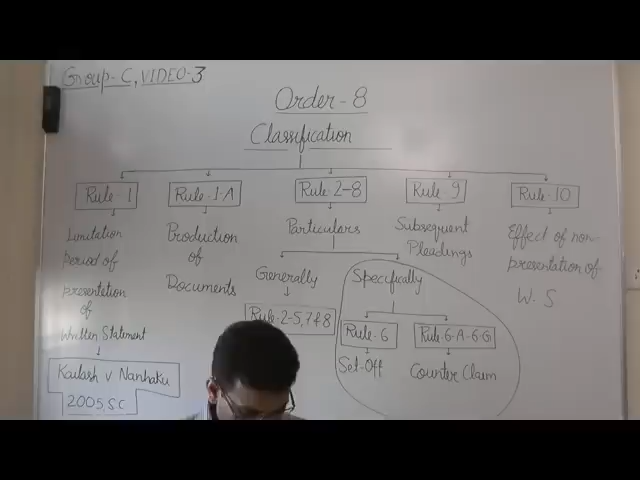 Group-C, VIDEO-3
Order-8
Classification
Rule-1
Limitation
period of
presentation
of
Written Statement
Kailash v Nanhaku
2005 SC
Rule-1-A
Production
of
Documents
Rule-2-8
Particulars
Generally
Rule-2-5,7&8
Specifically
Rule-6
Set-Off
Rule-6-A-6-G
Counter Claim
Rule 9
Subsequent
Pleadings
Rule-10
Effect of non-
presentation of
W. S